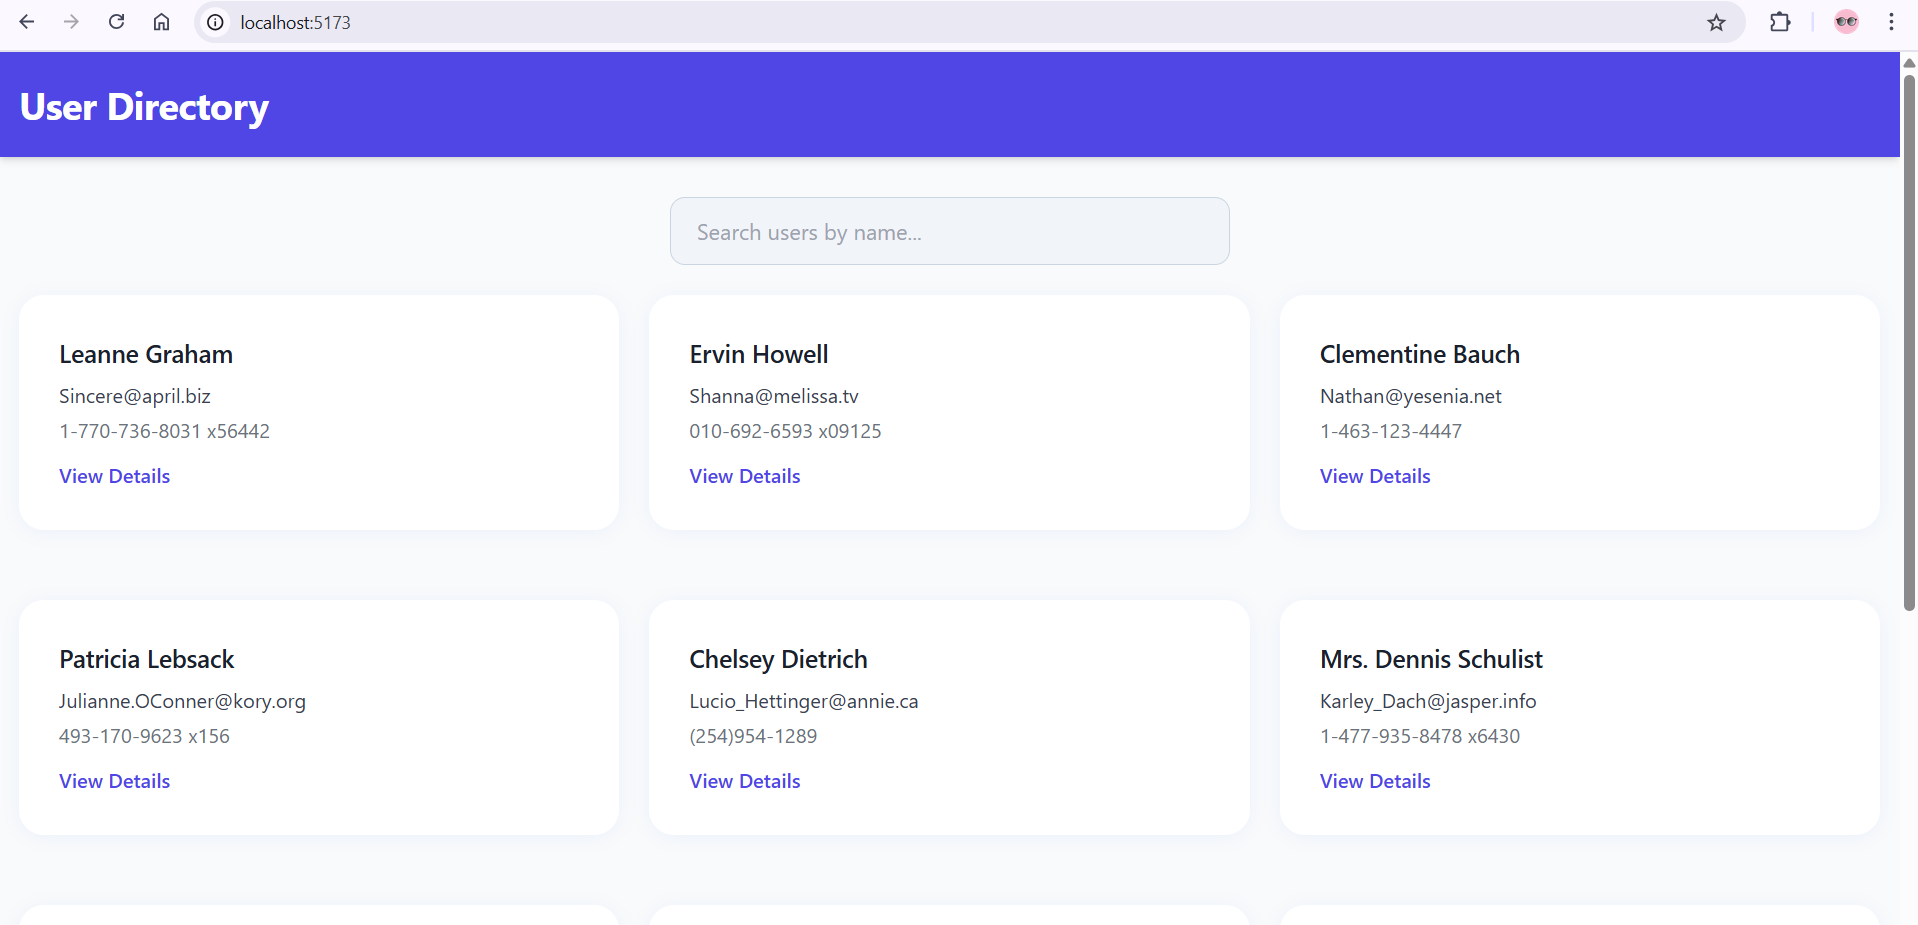 localhost:5173
User Directory
Search users by name...
Leanne Graham
Sincere@april.biz
1-770-736-8031 x56442
View Details
Ervin Howell
Shanna@melissa.tv
010-692-6593 x09125
View Details
Clementine Bauch
Nathan@yesenia.net
1-463-123-4447
View Details
Patricia Lebsack
Julianne.OConner@kory.org
493-170-9623 x156
View Details
Chelsey Dietrich
Lucio_Hettinger@annie.ca
(254)954-1289
View Details
Mrs. Dennis Schulist
Karley_Dach@jasper.info
1-477-935-8478 x6430
View Details